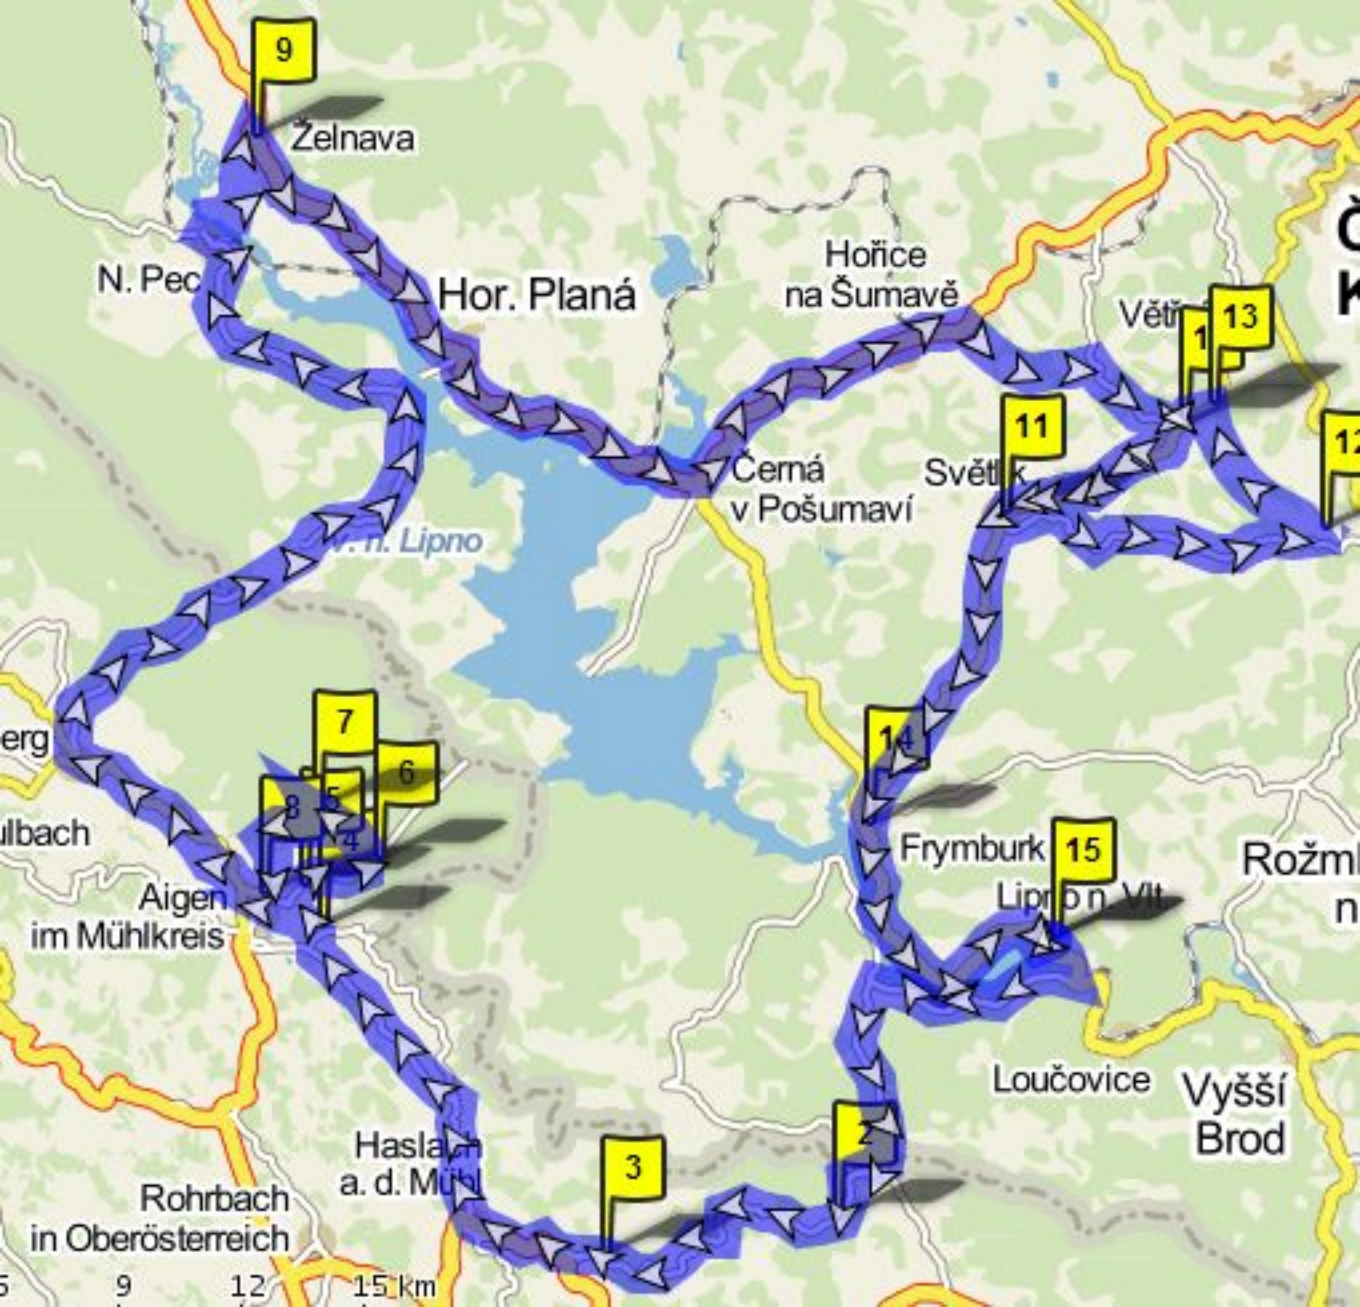 9
Želnava
N. Pec
Hor. Planá
Hořice
na Šumavě
13
11
12
Světlík
Černá
v Pošumaví
v. n. Lipno
7
6
5
8
4
14
15
Frymburk
Lipno n. Vlt.
Aigen
im Mühlkreis
Loučovice
Vyšší
Brod
2
3
Haslach
a. d. Mühl
Rohrbach
in Oberösterreich
9
12
15 km